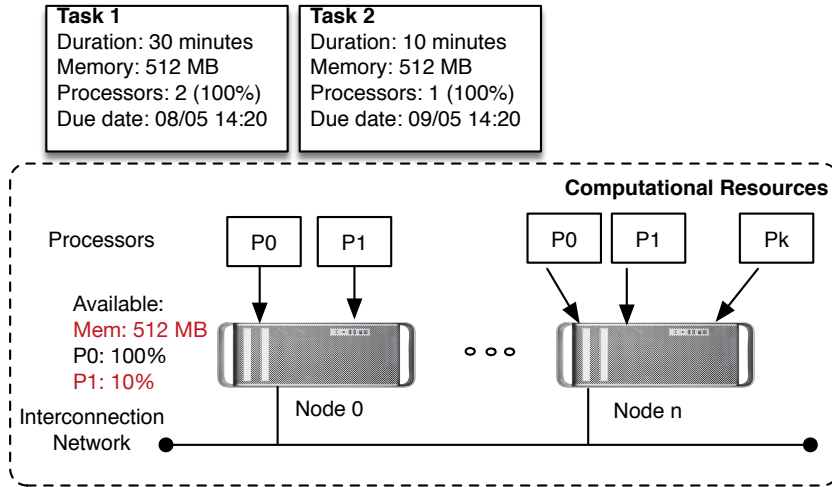 Task 1
Duration: 30 minutes
Memory: 512 MB
Processors: 2 (100%)
Due date: 08/05 14:20
Task 2
Duration: 10 minutes
Memory: 512 MB
Processors: 1 (100%)
Due date: 09/05 14:20
Computational Resources
Processors
P0
P1
P0
P1
Pk
Available:
Mem: 512 MB
P0: 100%
P1: 10%
Node 0
Node n
Interconnection
Network